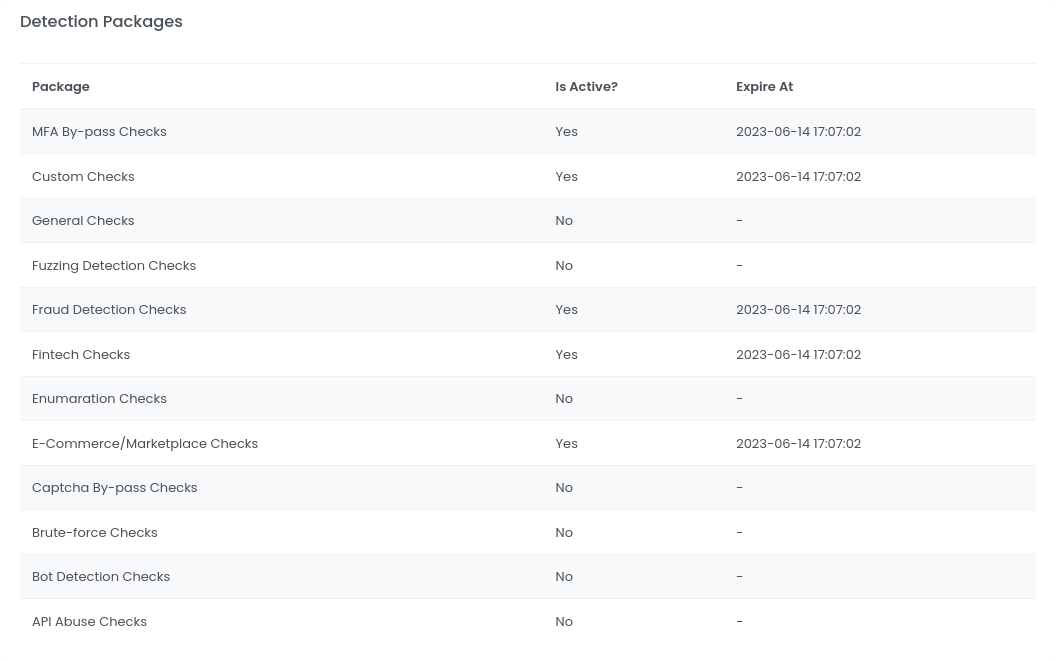 Detection Packages
Package Is Active? Expire At
MFA By-pass Checks Yes 2023-06-14 17:07:02
Custom Checks Yes 2023-06-14 17:07:02
General Checks No -
Fuzzing Detection Checks No -
Fraud Detection Checks Yes 2023-06-14 17:07:02
Fintech Checks Yes 2023-06-14 17:07:02
Enumaration Checks No -
E-Commerce/Marketplace Checks Yes 2023-06-14 17:07:02
Captcha By-pass Checks No -
Brute-force Checks No -
Bot Detection Checks No -
API Abuse Checks No -